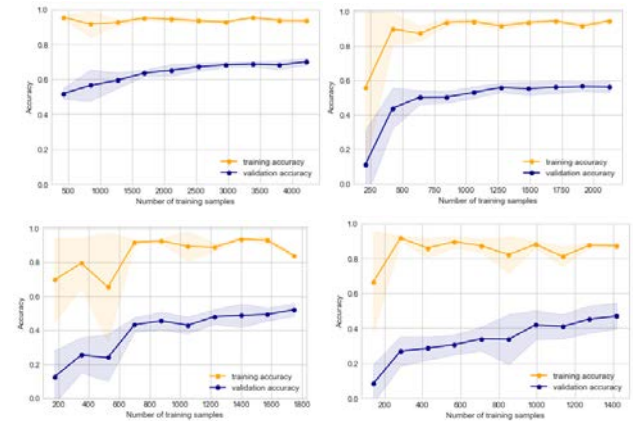 1.0
0.8
0.6
0.4
0.2
0.0
Accuracy
training accuracy
validation accuracy
500 1000 1500 2000 2500 3000 3500 4000
Number of training samples
1.0
0.8
0.6
0.4
0.2
0.0
Accuracy
training accuracy
validation accuracy
250 500 750 1000 1250 1500 1750 2000
Number of training samples
1.0
0.8
0.6
0.4
0.2
0.0
Accuracy
training accuracy
validation accuracy
200 400 600 800 1000 1200 1400 1600 1800
Number of training samples
1.0
0.8
0.6
0.4
0.2
0.0
Accuracy
training accuracy
validation accuracy
200 400 600 800 1000 1200 1400
Number of training samples